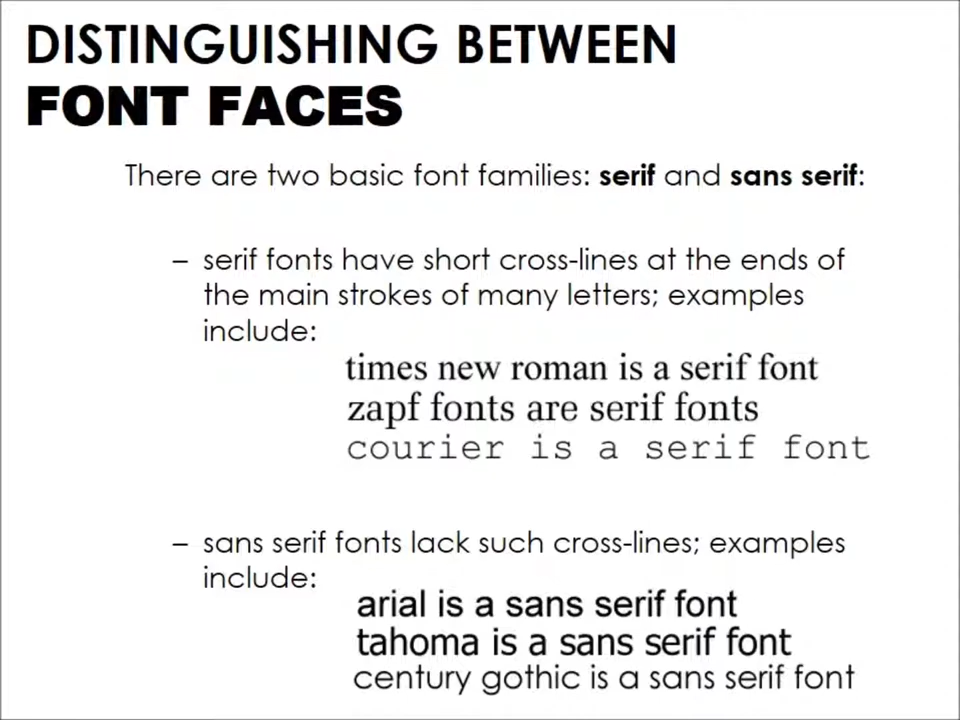 DISTINGUISHING BETWEEN
FONT FACES
There are two basic font families: serif and sans serif:
– serif fonts have short cross-lines at the ends of
the main strokes of many letters; examples
include:
times new roman is a serif font
zapf fonts are serif fonts
courier is a serif font
– sans serif fonts lack such cross-lines; examples
include:
arial is a sans serif font
tahoma is a sans serif font
century gothic is a sans serif font